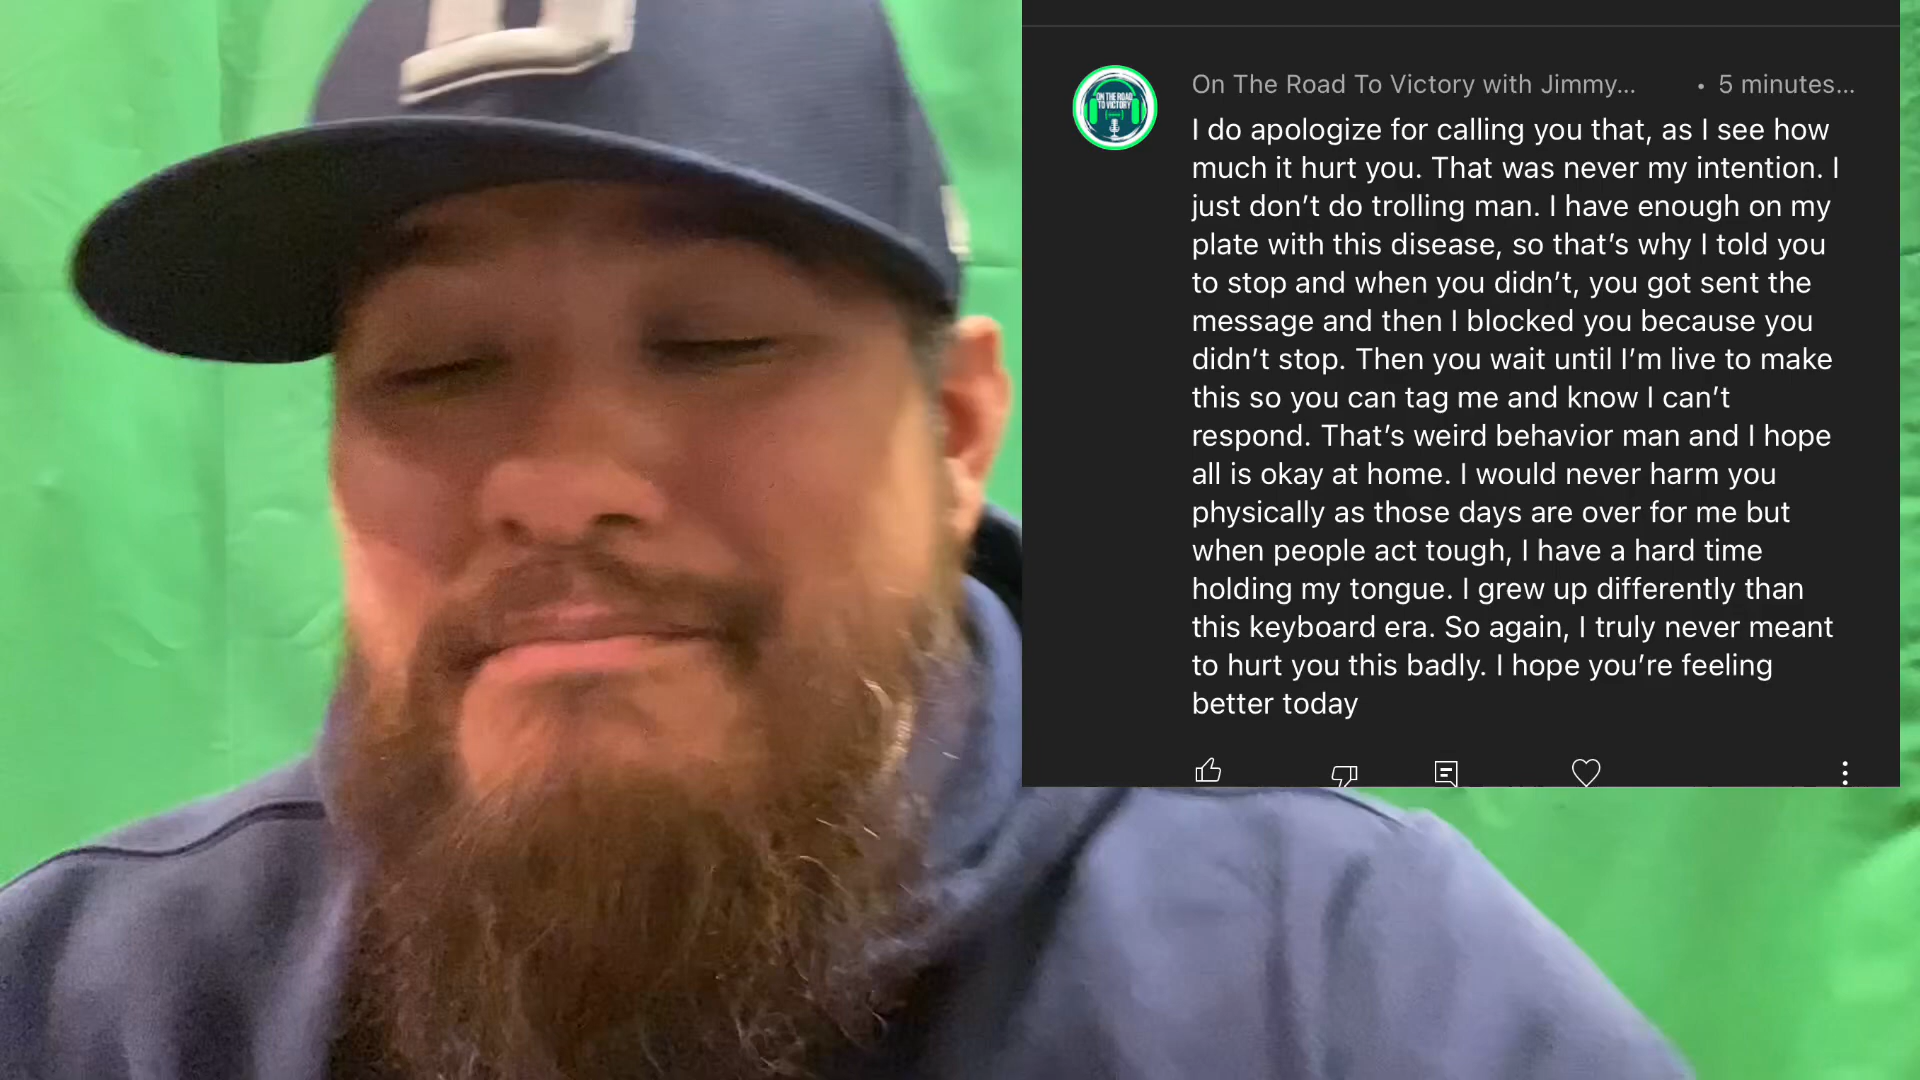 D
On The Road To Victory with Jimmy... • 5 minutes...
ON THE ROAD
TO VICTORY
I do apologize for calling you that, as I see how
much it hurt you. That was never my intention. I
just don’t do trolling man. I have enough on my
plate with this disease, so that’s why I told you
to stop and when you didn’t, you got sent the
message and then I blocked you because you
didn’t stop. Then you wait until I’m live to make
this so you can tag me and know I can’t
respond. That’s weird behavior man and I hope
all is okay at home. I would never harm you
physically as those days are over for me but
when people act tough, I have a hard time
holding my tongue. I grew up differently than
this keyboard era. So again, I truly never meant
to hurt you this badly. I hope you’re feeling
better today